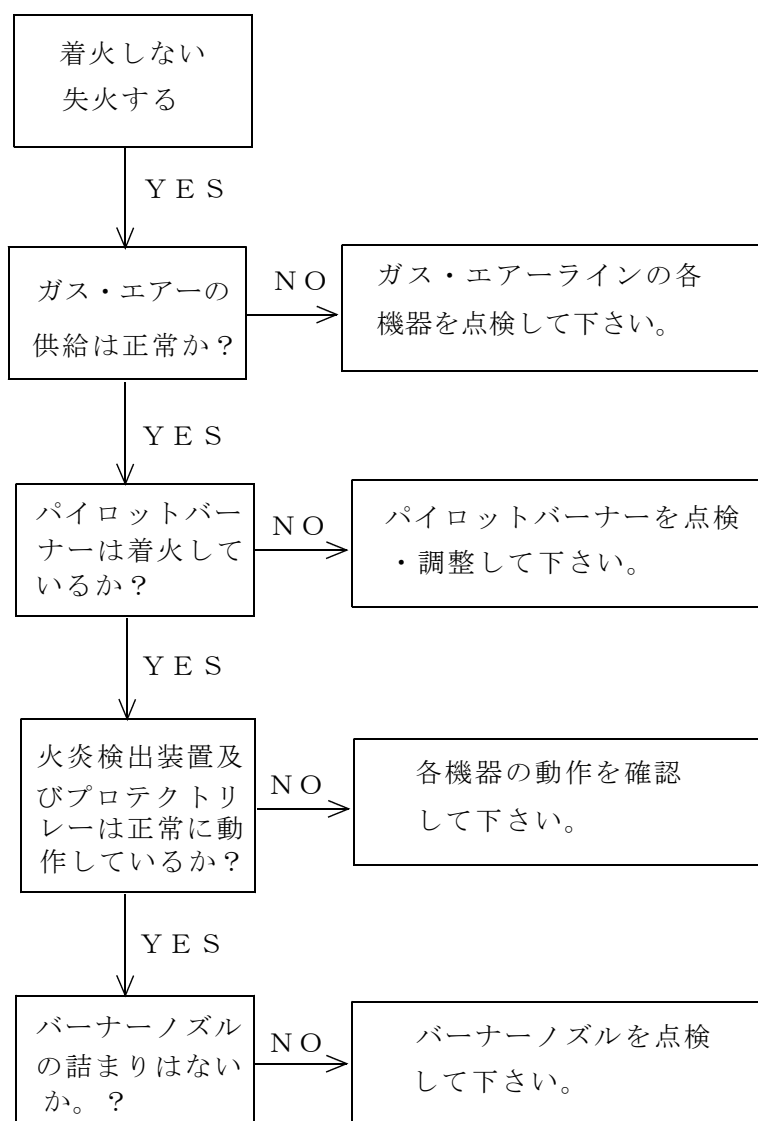 着火しない
失火する
ＹＥＳ
ガス・エアーの
供給は正常か？
ＮＯ
ガス・エアーラインの各
機器を点検して下さい。
ＹＥＳ
パイロットバー
ナーは着火して
いるか？
ＮＯ
パイロットバーナーを点検
・調整して下さい。
ＹＥＳ
火炎検出装置及
びプロテクトリ
レーは正常に動
作しているか？
ＮＯ
各機器の動作を確認
して下さい。
ＹＥＳ
バーナーノズル
の詰まりはない
か。？
ＮＯ
バーナーノズルを点検
して下さい。